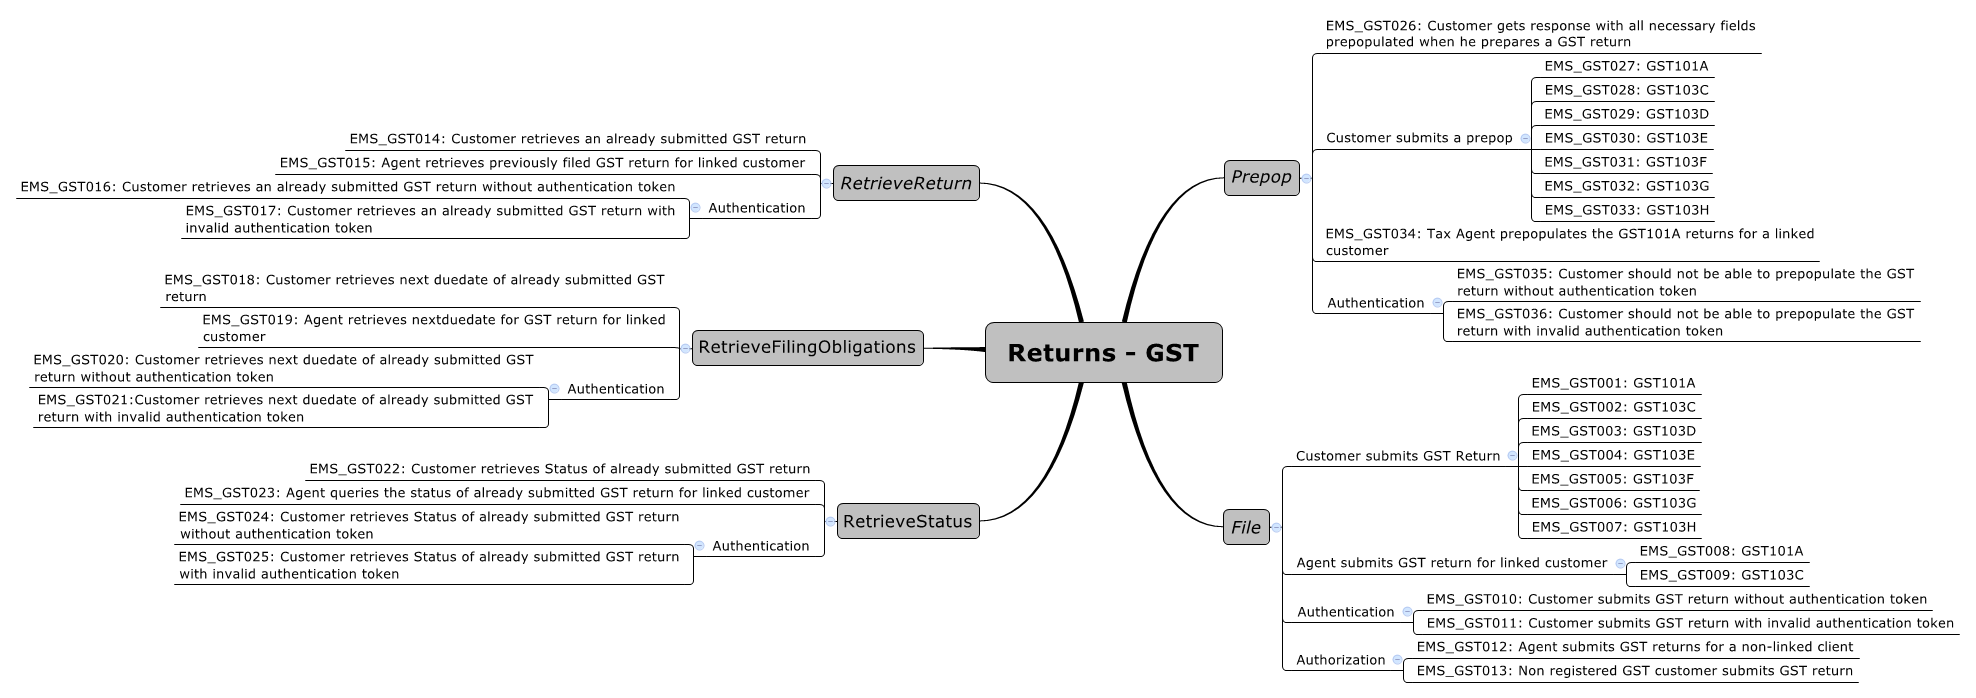 Returns - GST
Prepop
EMS_GST026: Customer gets response with all necessary fields
prepopulated when he prepares a GST return
Customer submits a prepop
EMS_GST027: GST101A
EMS_GST028: GST103C
EMS_GST029: GST103D
EMS_GST030: GST103E
EMS_GST031: GST103F
EMS_GST032: GST103G
EMS_GST033: GST103H
EMS_GST034: Tax Agent prepopulates the GST101A returns for a linked
customer
Authentication
EMS_GST035: Customer should not be able to prepopulate the GST
return without authentication token
EMS_GST036: Customer should not be able to prepopulate the GST
return with invalid authentication token
File
Customer submits GST Return
EMS_GST001: GST101A
EMS_GST002: GST103C
EMS_GST003: GST103D
EMS_GST004: GST103E
EMS_GST005: GST103F
EMS_GST006: GST103G
EMS_GST007: GST103H
Agent submits GST return for linked customer
EMS_GST008: GST101A
EMS_GST009: GST103C
Authentication
EMS_GST010: Customer submits GST return without authentication token
EMS_GST011: Customer submits GST return with invalid authentication token
Authorization
EMS_GST012: Agent submits GST returns for a non-linked client
EMS_GST013: Non registered GST customer submits GST return
RetrieveReturn
EMS_GST014: Customer retrieves an already submitted GST return
EMS_GST015: Agent retrieves previously filed GST return for linked customer
Authentication
EMS_GST016: Customer retrieves an already submitted GST return without authentication token
EMS_GST017: Customer retrieves an already submitted GST return with
invalid authentication token
RetrieveFilingObligations
EMS_GST018: Customer retrieves next duedate of already submitted GST
return
EMS_GST019: Agent retrieves nextduedate for GST return for linked
customer
Authentication
EMS_GST020: Customer retrieves next duedate of already submitted GST
return without authentication token
EMS_GST021:Customer retrieves next duedate of already submitted GST
return with invalid authentication token
RetrieveStatus
EMS_GST022: Customer retrieves Status of already submitted GST return
EMS_GST023: Agent queries the status of already submitted GST return for linked customer
Authentication
EMS_GST024: Customer retrieves Status of already submitted GST return
without authentication token
EMS_GST025: Customer retrieves Status of already submitted GST return
with invalid authentication token